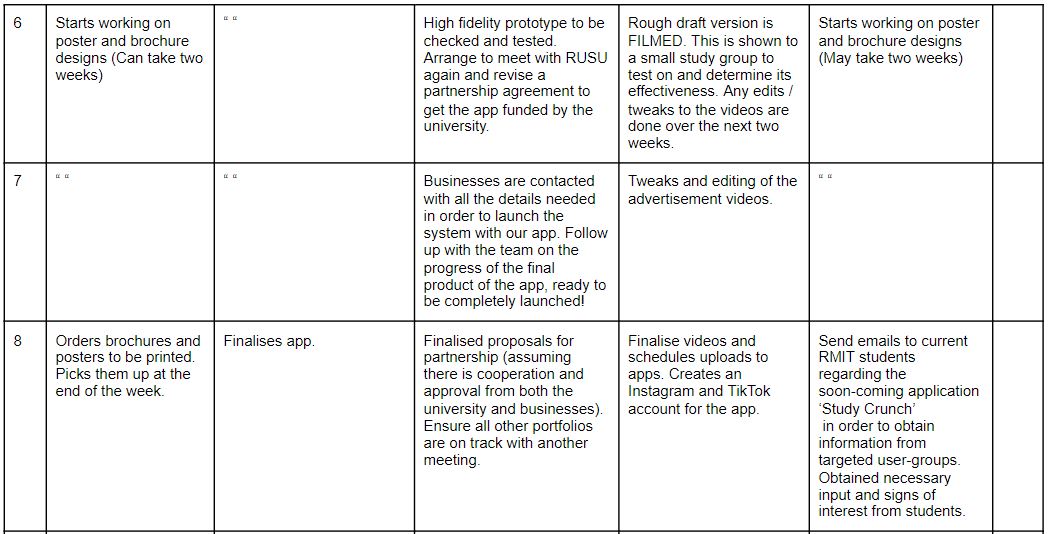 6
Starts working on
poster and brochure
designs (Can take two
weeks)
“ “
High fidelity prototype to be
checked and tested.
Arrange to meet with RUSU
again and revise a
partnership agreement to
get the app funded by the
university.
Rough draft version is
FILMED. This is shown to
a small study group to
test on and determine its
effectiveness. Any edits /
tweaks to the videos are
done over the next two
weeks.
Starts working on poster
and brochure designs
(May take two weeks)
7
“ “
“ “
Businesses are contacted
with all the details needed
in order to launch the
system with our app. Follow
up with the team on the
progress of the final
product of the app, ready to
be completely launched!
Tweaks and editing of the
advertisement videos.
“ “
8
Orders brochures and
posters to be printed.
Picks them up at the
end of the week.
Finalises app.
Finalised proposals for
partnership (assuming
there is cooperation and
approval from both the
university and businesses).
Ensure all other portfolios
are on track with another
meeting.
Finalise videos and
schedules uploads to
apps. Creates an
Instagram and TikTok
account for the app.
Send emails to current
RMIT students
regarding the
soon-coming application
‘Study Crunch’
in order to obtain
information from
targeted user-groups.
Obtained necessary
input and signs of
interest from students.